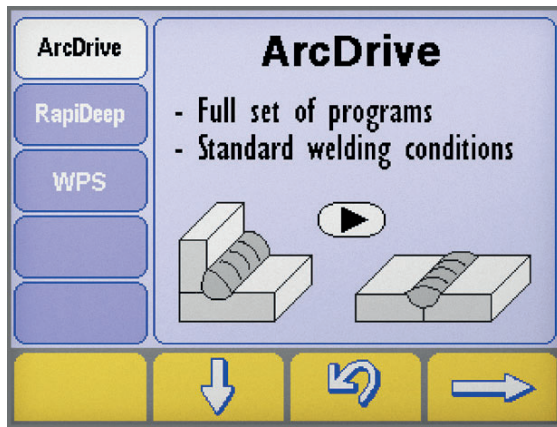 ArcDrive
RapiDeep
WPS
ArcDrive
- Full set of programs
- Standard welding conditions